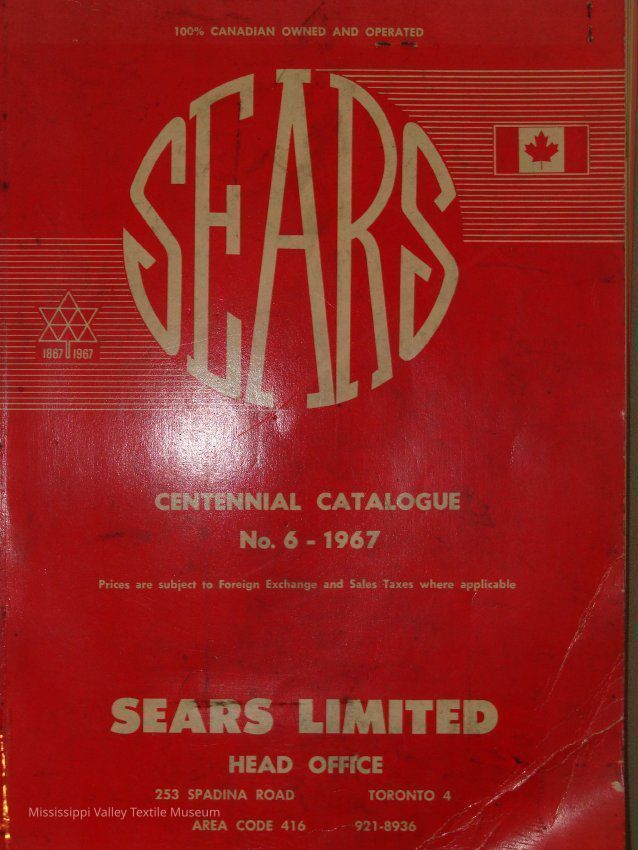 100% CANADIAN OWNED AND OPERATED
SEARS
1867 1967
CENTENNIAL CATALOGUE
No. 6 - 1967
Prices are subject to Foreign Exchange and Sales Taxes where applicable
SEARS LIMITED
HEAD OFFICE
253 SPADINA ROAD TORONTO 4
Mississippi Valley Textile Museum
AREA CODE 416 921-8936